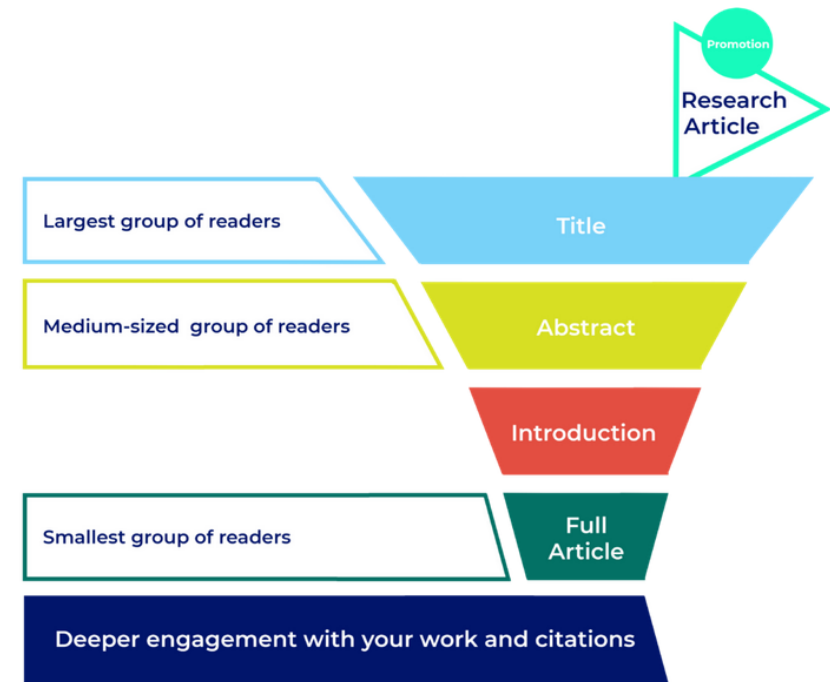 Promotion
Research
Article
Largest group of readers
Title
Medium-sized group of readers
Abstract
Introduction
Smallest group of readers
Full
Article
Deeper engagement with your work and citations